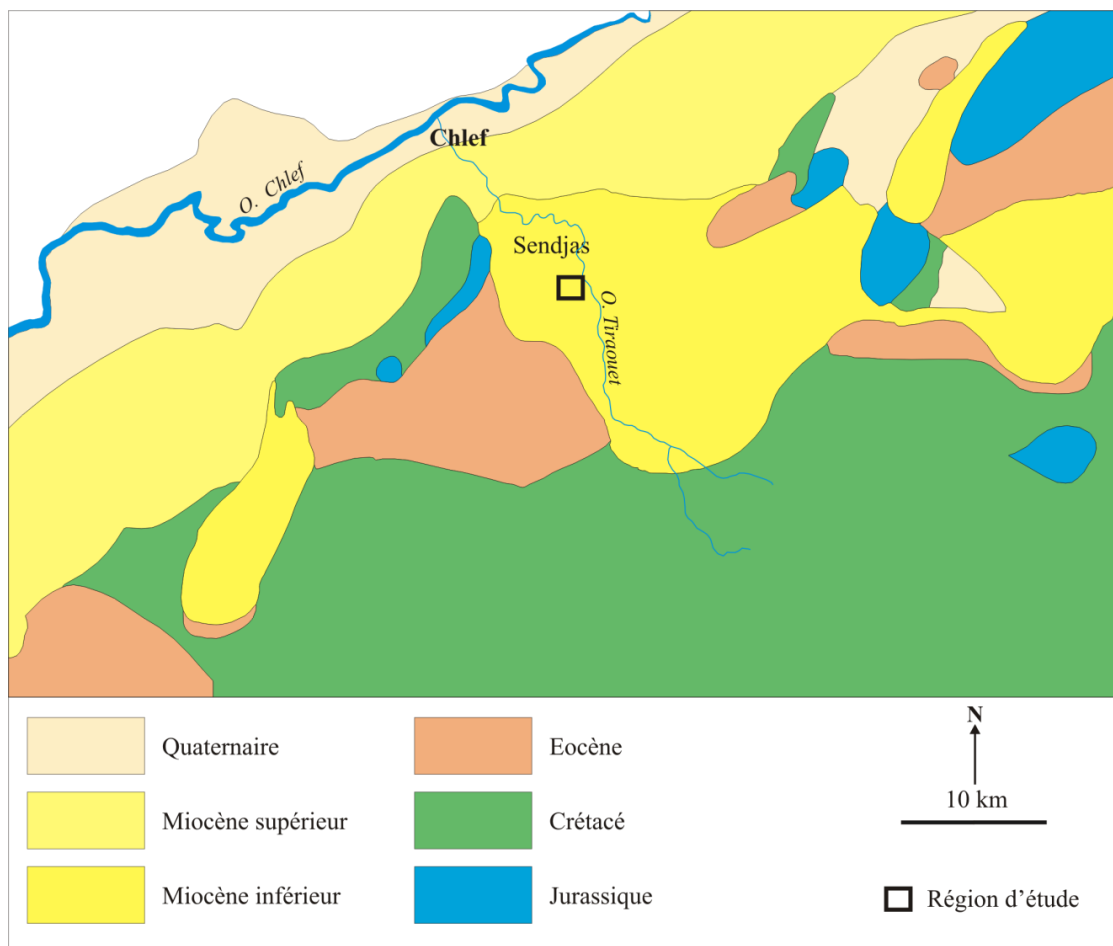 Chlef
O. Chlef
Sendjas
O. Tiraouet
Quaternaire
Eocène
N
10 km
Miocène supérieur
Crétacé
Miocène inférieur
Jurassique
Région d'étude